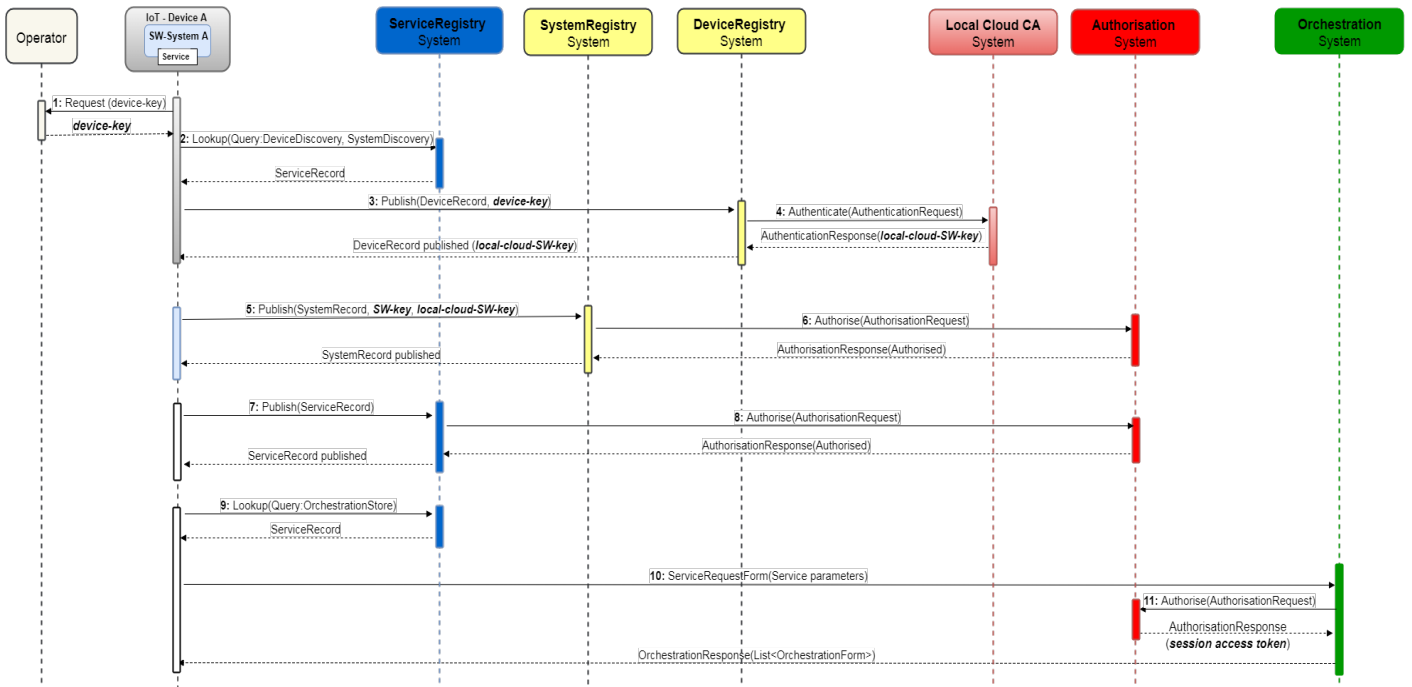 Operator
IoT - Device A
SW-System A
Service
ServiceRegistry
System
SystemRegistry
System
DeviceRegistry
System
Local Cloud CA
System
Authorisation
System
Orchestration
System
1: Request (device-key)
device-key
2: Lookup(Query:DeviceDiscovery, SystemDiscovery)
ServiceRecord
3: Publish(DeviceRecord, device-key)
4: Authenticate(AuthenticationRequest)
AuthenticationResponse(local-cloud-SW-key)
DeviceRecord published (local-cloud-SW-key)
5: Publish(SystemRecord, SW-key, local-cloud-SW-key)
6: Authorise(AuthorisationRequest)
AuthorisationResponse(Authorised)
SystemRecord published
7: Publish(ServiceRecord)
8: Authorise(AuthorisationRequest)
AuthorisationResponse(Authorised)
ServiceRecord published
9: Lookup(Query:OrchestrationStore)
ServiceRecord
10: ServiceRequestForm(Service parameters)
11: Authorise(AuthorisationRequest)
AuthorisationResponse
(session access token)
OrchestrationResponse(List<OrchestrationForm>)